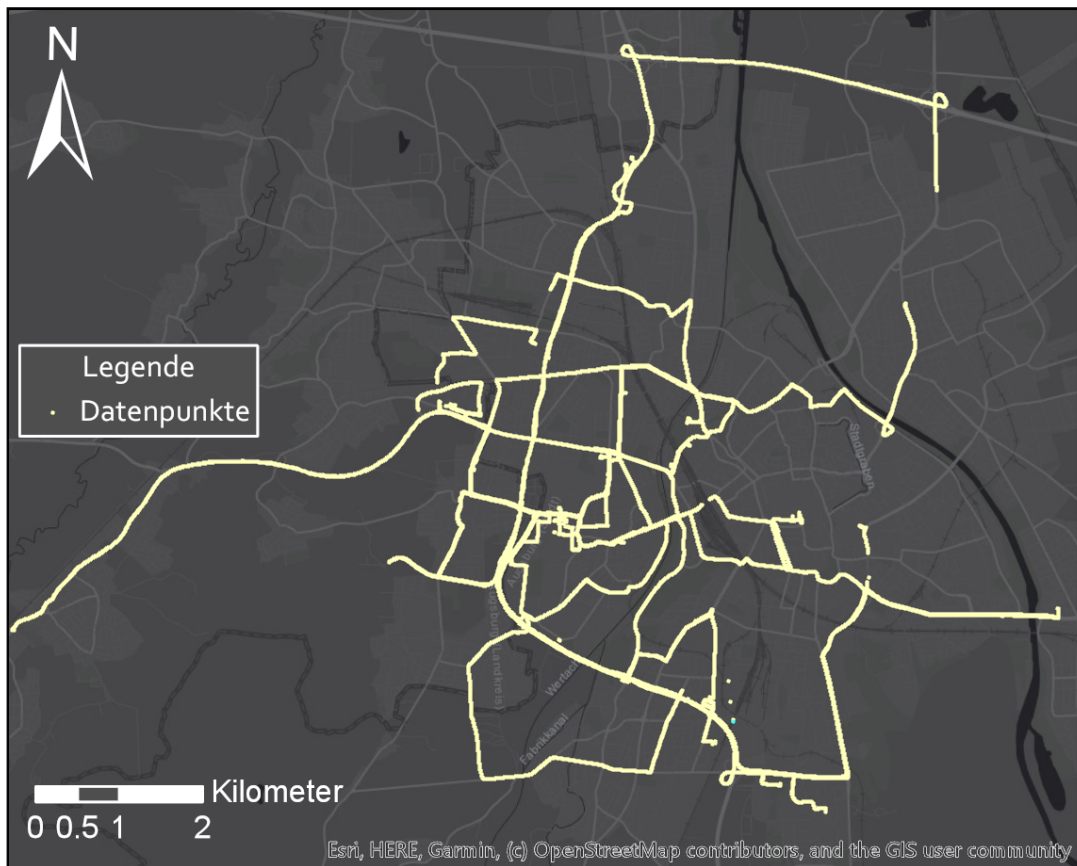 N
Legende
Datenpunkte
Stadtgraben
Wertach
Fabrikkanal
Kilometer
0 0.5 1 2
Esri, HERE, Garmin, (c) OpenStreetMap contributors, and the GIS user community